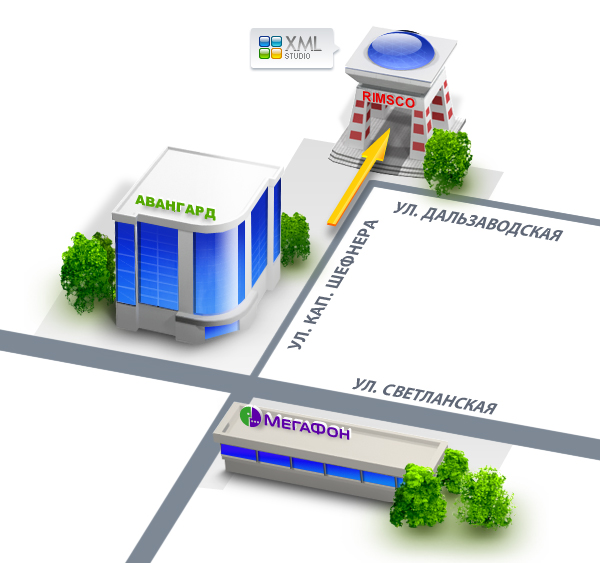 XML
STUDIO
RIMSCO
АВАНГАРД
УЛ. ДАЛЬЗАВОДСКАЯ
УЛ. КАП. ШЕФНЕРА
УЛ. СВЕТЛАНСКАЯ
МЕГАФОН